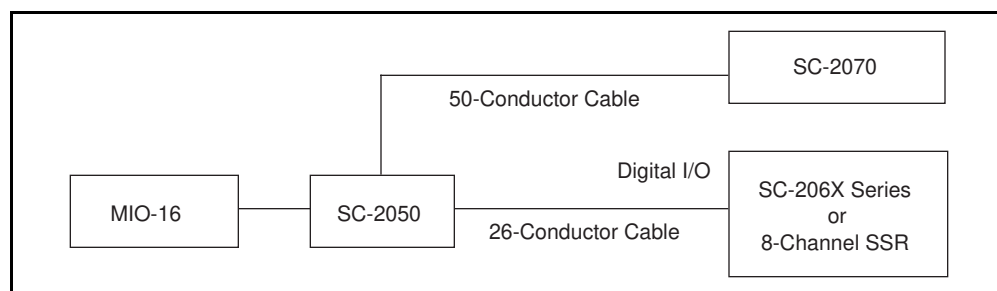 SC-2070
50-Conductor Cable
Digital I/O
MIO-16
SC-2050
26-Conductor Cable
SC-206X Series
or
8-Channel SSR